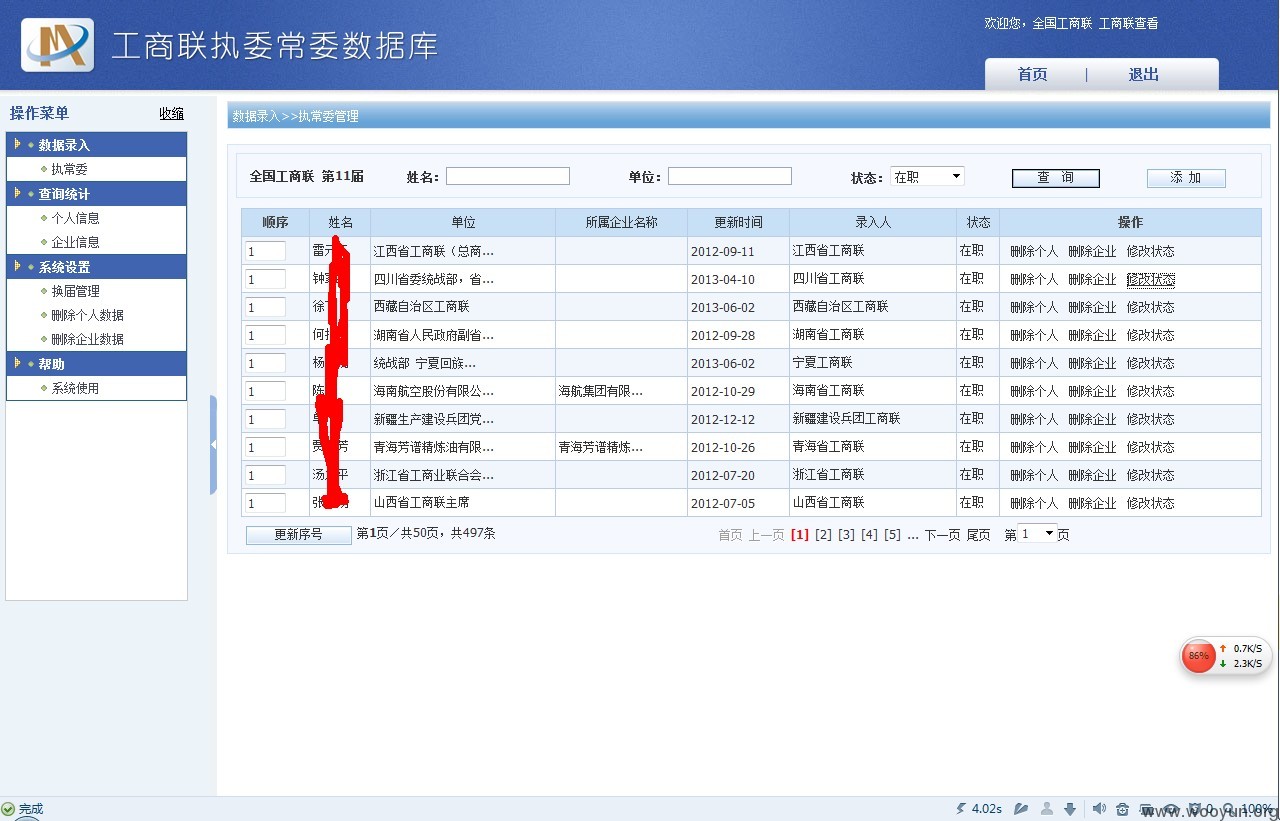 欢迎您，全国工商联 工商联查看
工商联执委常委数据库
首页 | 退出
操作菜单 收缩
数据录入
执常委
查询统计
个人信息
企业信息
系统设置
换届管理
删除个人数据
删除企业数据
帮助
系统使用
数据录入>>执常委管理
全国工商联 第11届 姓名： 单位： 状态： 在职 查 询 添 加
顺序 姓名 单位 所属企业名称 更新时间 录入人 状态 操作
1 雷 江西省工商联（总商... 2012-09-11 江西省工商联 在职 删除个人 删除企业 修改状态
1 钟 四川省委统战部，省... 2013-04-10 四川省工商联 在职 删除个人 删除企业 修改状态
1 徐 西藏自治区工商联 2013-06-02 西藏自治区工商联 在职 删除个人 删除企业 修改状态
1 何 湖南省人民政府副省... 2012-09-28 湖南省工商联 在职 删除个人 删除企业 修改状态
1 杨 统战部 宁夏回族... 2013-06-02 宁夏工商联 在职 删除个人 删除企业 修改状态
1 陈 海南航空股份有限公... 海航集团有限... 2012-10-29 海南省工商联 在职 删除个人 删除企业 修改状态
1 新疆生产建设兵团党... 2012-12-12 新疆建设兵团工商联 在职 删除个人 删除企业 修改状态
1 贾 芳 青海芳谱精炼油有限... 青海芳谱精炼... 2012-10-26 青海省工商联 在职 删除个人 删除企业 修改状态
1 汤 平 浙江省工商业联合会... 2012-07-20 浙江省工商联 在职 删除个人 删除企业 修改状态
1 张 山西省工商联主席 2012-07-05 山西省工商联 在职 删除个人 删除企业 修改状态
更新序号 第1页／共50页，共497条 首页 上一页 [1] [2] [3] [4] [5] ... 下一页 尾页 第 1 页
86% 0.7K/S
2.3K/S
完成 4.02s 0 100%
www.wooyun.org